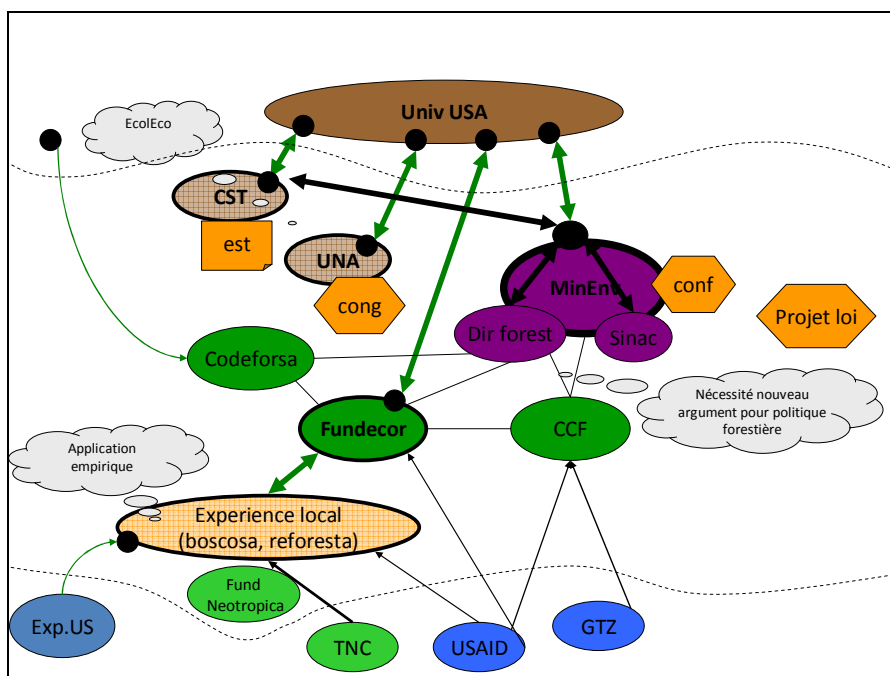 Univ USA
EcolEco
CST
est
UNA
cong
MinEnv
conf
Projet loi
Dir forest
Sinac
Codeforsa
Nécessité nouveau
argument pour politique
forestière
Fundecor
CCF
Application
empirique
Experience local
(boscosa, reforesta)
Fund
Neotropica
Exp.US
TNC
USAID
GTZ